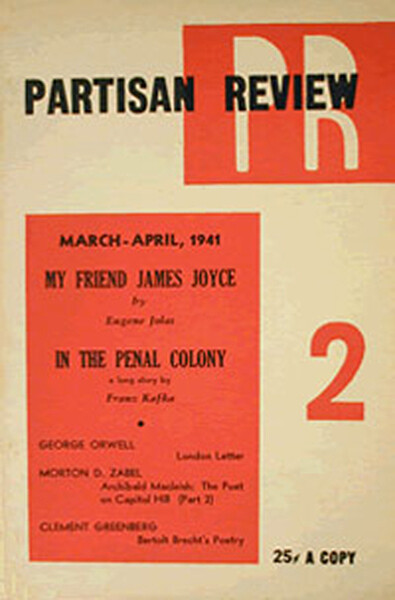 PR
PARTISAN REVIEW
MARCH-APRIL, 1941
MY FRIEND JAMES JOYCE
by
Eugene Jolas
IN THE PENAL COLONY
a long story by
Franz Kafka
2
GEORGE ORWELL
London Letter
MORTON D. ZABEL
Archibald Macleish: The Poet
on Capitol Hill (Part 2)
CLEMENT GREENBERG
Bertolt Brecht's Poetry
25¢ A COPY